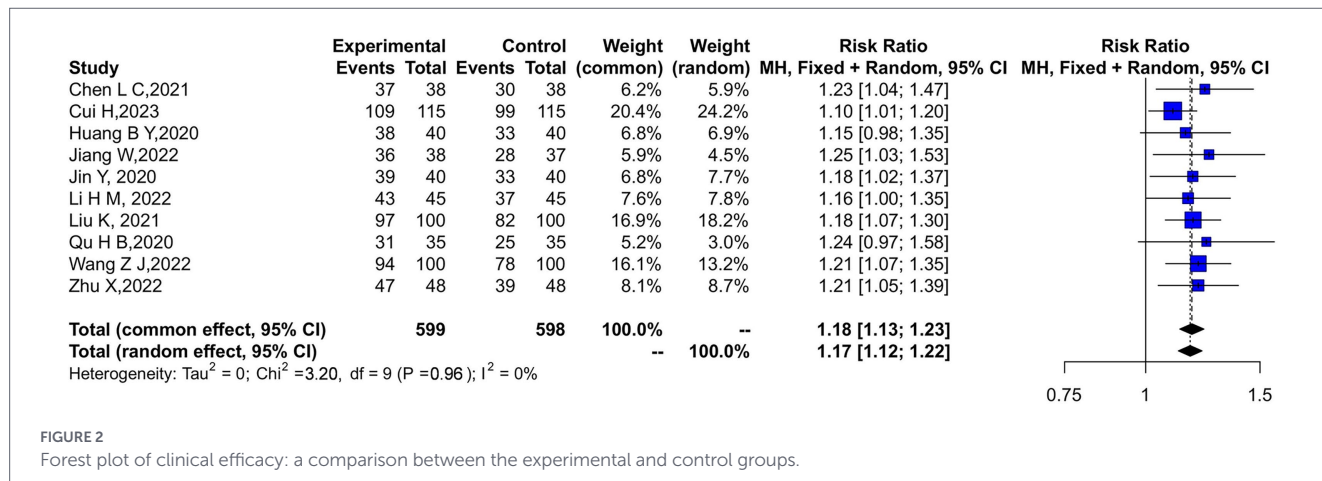 Experimental Control Weight Weight Risk Ratio Risk Ratio
Study Events Total Events Total (common) (random) MH, Fixed + Random, 95% CI MH, Fixed + Random, 95% CI
Chen L C,2021 37 38 30 38 6.2% 5.9% 1.23 [1.04; 1.47]
Cui H,2023 109 115 99 115 20.4% 24.2% 1.10 [1.01; 1.20]
Huang B Y,2020 38 40 33 40 6.8% 6.9% 1.15 [0.98; 1.35]
Jiang W,2022 36 38 28 37 5.9% 4.5% 1.25 [1.03; 1.53]
Jin Y, 2020 39 40 33 40 6.8% 7.7% 1.18 [1.02; 1.37]
Li H M, 2022 43 45 37 45 7.6% 7.8% 1.16 [1.00; 1.35]
Liu K, 2021 97 100 82 100 16.9% 18.2% 1.18 [1.07; 1.30]
Qu H B,2020 31 35 25 35 5.2% 3.0% 1.24 [0.97; 1.58]
Wang Z J,2022 94 100 78 100 16.1% 13.2% 1.21 [1.07; 1.35]
Zhu X,2022 47 48 39 48 8.1% 8.7% 1.21 [1.05; 1.39]
Total (common effect, 95% CI) 599 598 100.0% -- 1.18 [1.13; 1.23]
Total (random effect, 95% CI) -- 100.0% 1.17 [1.12; 1.22]
Heterogeneity: Tau² = 0; Chi² =3.20, df = 9 (P =0.96); I² = 0%
0.75 1 1.5
FIGURE 2
Forest plot of clinical efficacy: a comparison between the experimental and control groups.